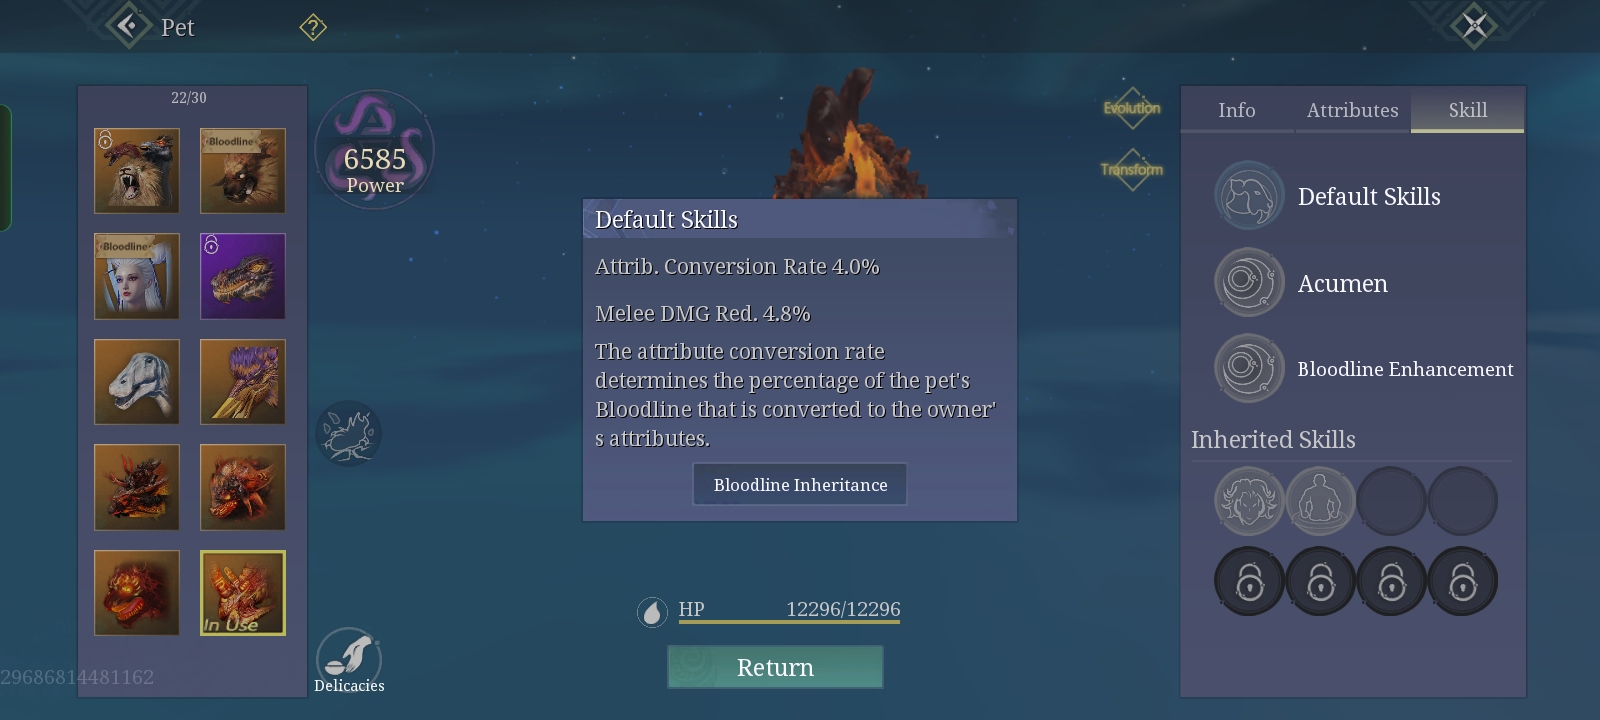 Pet
?
22/30
Bloodline
Bloodline
In Use
6585
Power
Delicacies
29686814481162
Evolution
Transform
Default Skills
Attrib. Conversion Rate 4.0%
Melee DMG Red. 4.8%
The attribute conversion rate
determines the percentage of the pet's
Bloodline that is converted to the owner'
s attributes.
Bloodline Inheritance
HP 12296/12296
Return
Info Attributes Skill
Default Skills
Acumen
Bloodline Enhancement
Inherited Skills